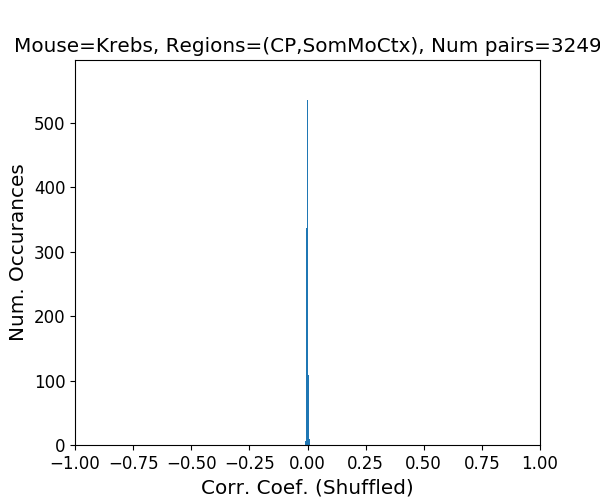 Mouse=Krebs, Regions=(CP,SomMoCtx), Num pairs=3249
Num. Occurances
500
400
300
200
100
0
−1.00 −0.75 −0.50 −0.25 0.00 0.25 0.50 0.75 1.00
Corr. Coef. (Shuffled)